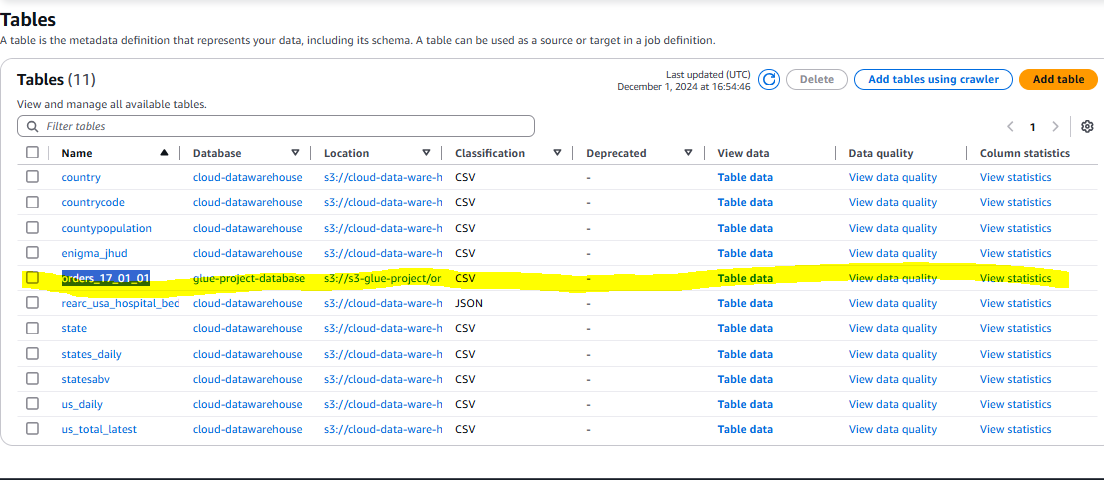 Tables
A table is the metadata definition that represents your data, including its schema. A table can be used as a source or target in a job definition.
Tables (11)
Last updated (UTC)
December 1, 2024 at 16:54:46
Delete
Add tables using crawler
Add table
View and manage all available tables.
Filter tables
1
Name Database Location Classification Deprecated View data Data quality Column statistics
country cloud-datawarehouse s3://cloud-data-ware-h CSV - Table data View data quality View statistics
countrycode cloud-datawarehouse s3://cloud-data-ware-h CSV - Table data View data quality View statistics
countypopulation cloud-datawarehouse s3://cloud-data-ware-h CSV - Table data View data quality View statistics
enigma_jhud cloud-datawarehouse s3://cloud-data-ware-h CSV - Table data View data quality View statistics
orders_17_01_01 glue-project-database s3://s3-glue-project/or CSV - Table data View data quality View statistics
rearc_usa_hospital_bed cloud-datawarehouse s3://cloud-data-ware-h JSON - Table data View data quality View statistics
state cloud-datawarehouse s3://cloud-data-ware-h CSV - Table data View data quality View statistics
states_daily cloud-datawarehouse s3://cloud-data-ware-h CSV - Table data View data quality View statistics
statesabv cloud-datawarehouse s3://cloud-data-ware-h CSV - Table data View data quality View statistics
us_daily cloud-datawarehouse s3://cloud-data-ware-h CSV - Table data View data quality View statistics
us_total_latest cloud-datawarehouse s3://cloud-data-ware-h CSV - Table data View data quality View statistics